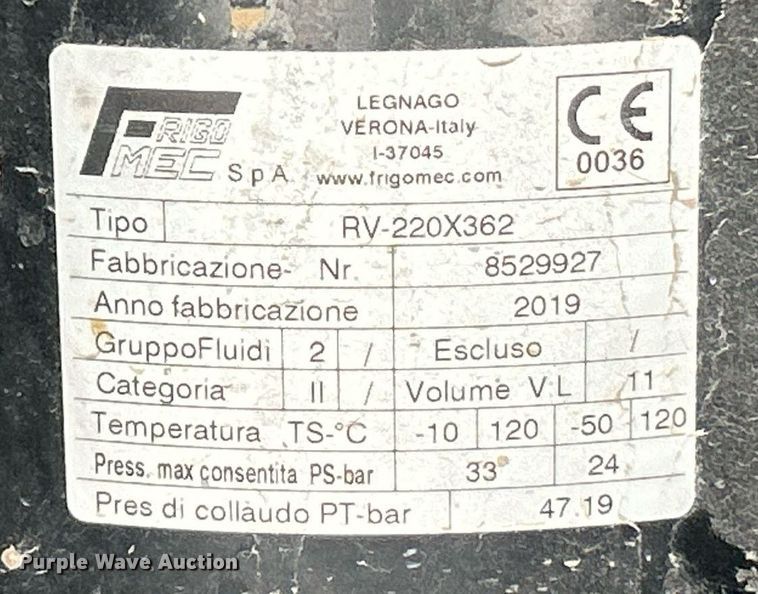 FRIGO
MEC S p A
LEGNAGO
VERONA-Italy
I-37045
www.frigomec.com
CE
0036
Tipo RV-220X362
Fabbricazione- Nr. 8529927
Anno fabbricazione 2019
GruppoFluidi 2 / Escluso /
Categoria II / Volume V L 11
Temperatura TS-°C -10 120 -50 120
Press. max consentita PS-bar 33 24
Pres di collaudo PT-bar 47.19
Purple Wave Auction